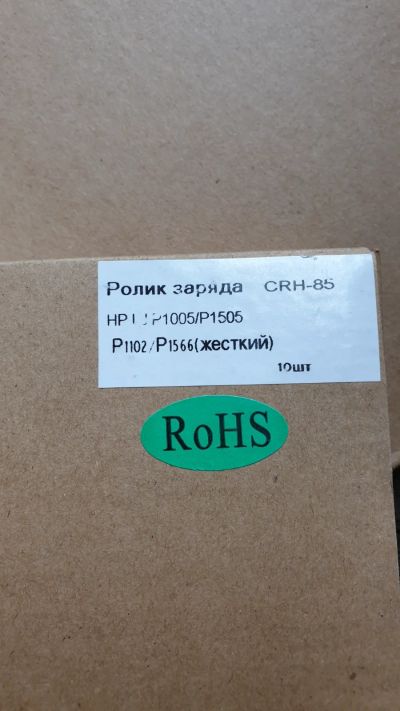 Ролик заряда CRH-85
HP LJ P1005/P1505
P1102/P1566(жесткий)
10шт
RoHS